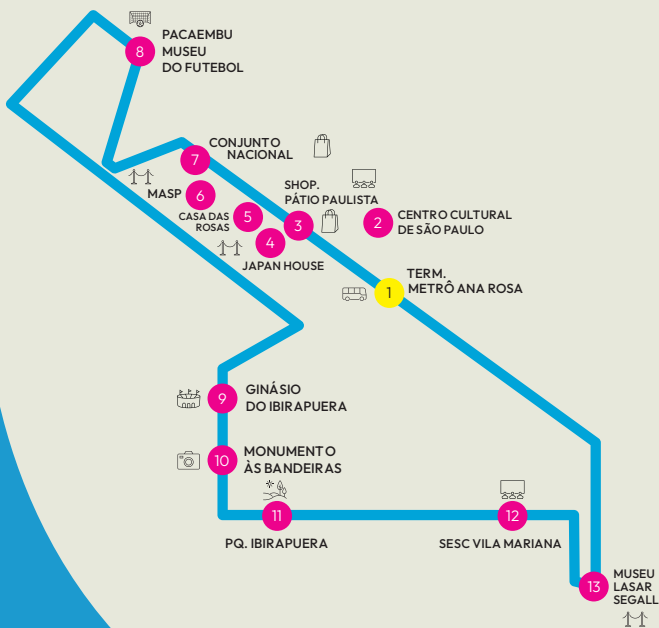 8
PACAEMBU
MUSEU
DO FUTEBOL
7
CONJUNTO
NACIONAL
MASP
6
CASA DAS
ROSAS
5
SHOP.
PÁTIO PAULISTA
3
4
JAPAN HOUSE
2
CENTRO CULTURAL
DE SÃO PAULO
1
TERM.
METRÔ ANA ROSA
9
GINÁSIO
DO IBIRAPUERA
10
MONUMENTO
ÀS BANDEIRAS
11
PQ. IBIRAPUERA
12
SESC VILA MARIANA
13
MUSEU
LASAR
SEGALL